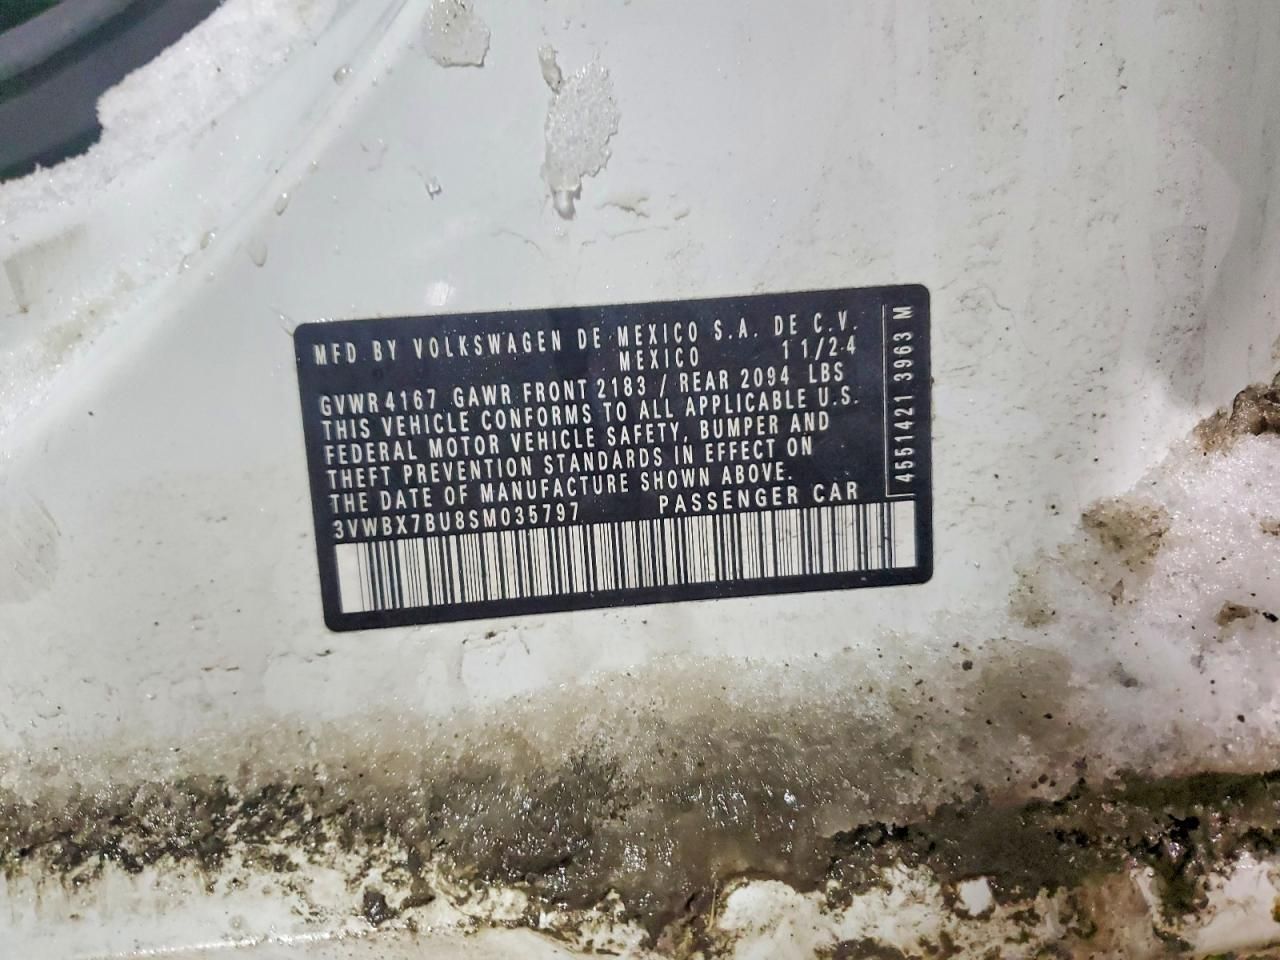 MFD BY VOLKSWAGEN DE MEXICO S.A. DE C.V.
MEXICO 11/24
GVWR 4167 GAWR FRONT 2183 / REAR 2094 LBS
THIS VEHICLE CONFORMS TO ALL APPLICABLE U.S.
FEDERAL MOTOR VEHICLE SAFETY, BUMPER AND
THEFT PREVENTION STANDARDS IN EFFECT ON
THE DATE OF MANUFACTURE SHOWN ABOVE.
3VWBX7BU8SM035797 PASSENGER CAR
4551421 3963 M